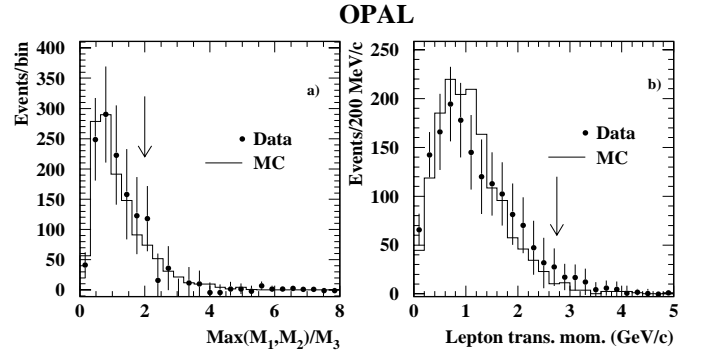 OPAL
Events/bin
400
350
300
250
200
150
100
50
0
a)
Data
MC
0 2 4 6 8
Max(M₁,M₂)/M₃
Events/200 MeV/c
250
200
150
100
50
0
b)
Data
MC
0 1 2 3 4 5
Lepton trans. mom. (GeV/c)